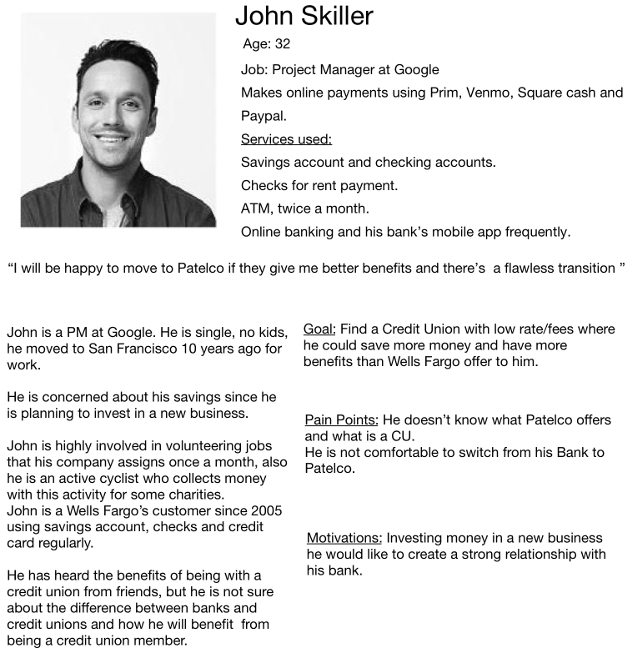 John Skiller
Age: 32
Job: Project Manager at Google
Makes online payments using Prim, Venmo, Square cash and
Paypal.
Services used:
Savings account and checking accounts.
Checks for rent payment.
ATM, twice a month.
Online banking and his bank's mobile app frequently.
“I will be happy to move to Patelco if they give me better benefits and there's  a flawless transition ”
John is a PM at Google. He is single, no kids,
he moved to San Francisco 10 years ago for
work.
He is concerned about his savings since he
is planning to invest in a new business.
John is highly involved in volunteering jobs
that his company assigns once a month, also
he is an active cyclist who collects money
with this activity for some charities.
John is a Wells Fargo's customer since 2005
using savings account, checks and credit
card regularly.
He has heard the benefits of being with a
credit union from friends, but he is not sure
about the difference between banks and
credit unions and how he will benefit  from
being a credit union member.
Goal: Find a Credit Union with low rate/fees where
he could save more money and have more
benefits than Wells Fargo offer to him.
Pain Points: He doesn't know what Patelco offers
and what is a CU.
He is not comfortable to switch from his Bank to
Patelco.
Motivations: Investing money in a new business
he would like to create a strong relationship with
his bank.